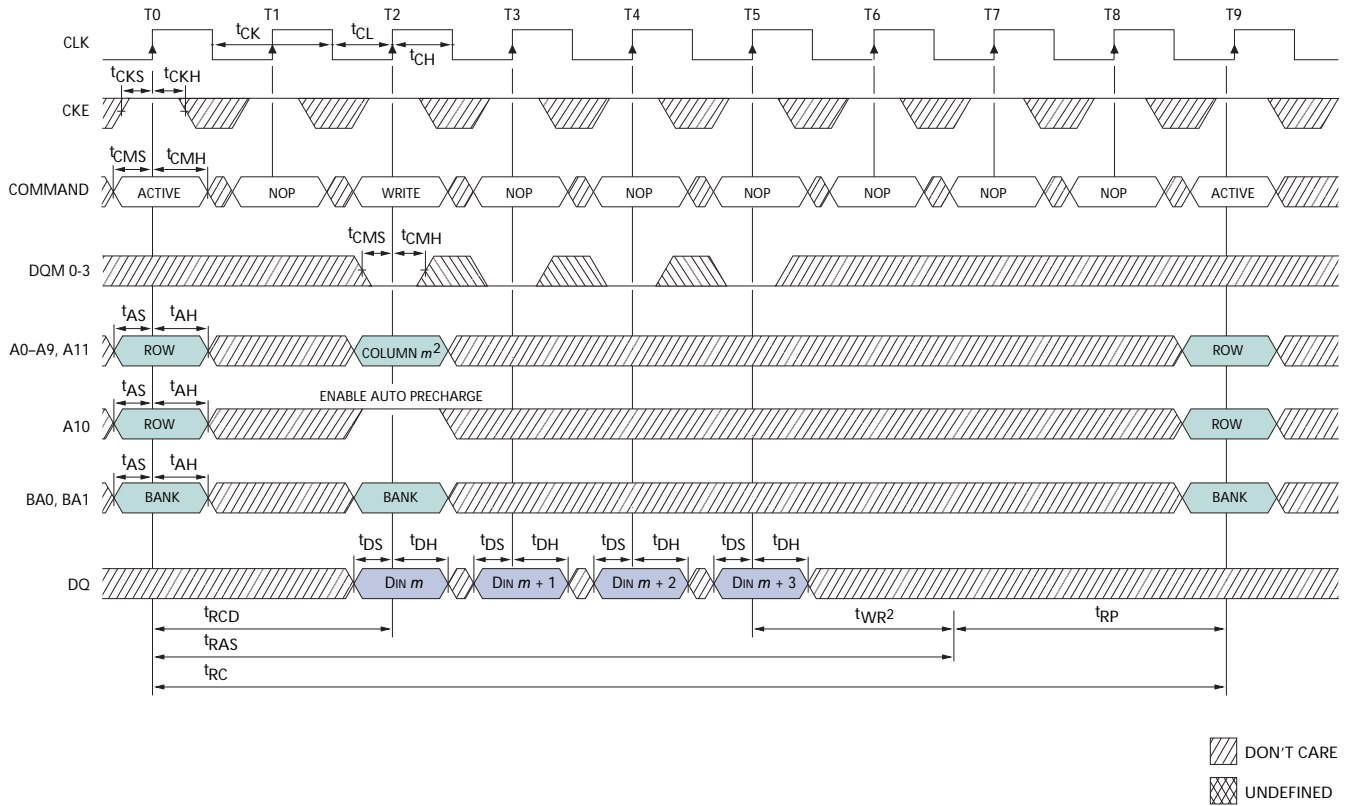 T0 T1 T2 T3 T4 T5 T6 T7 T8 T9
CLK tCK tCL tCH
tCKS tCKH
CKE
tCMS tCMH
COMMAND ACTIVE NOP WRITE NOP NOP NOP NOP NOP NOP ACTIVE
tCMS tCMH
DQM 0-3
tAS tAH
A0–A9, A11 ROW COLUMN m2 ROW
tAS tAH ENABLE AUTO PRECHARGE
A10 ROW ROW
tAS tAH
BA0, BA1 BANK BANK BANK
tDS tDH tDS tDH tDS tDH tDS tDH
DQ DIN m DIN m + 1 DIN m + 2 DIN m + 3
tRCD tWR2 tRP
tRAS
tRC
DON'T CARE
UNDEFINED